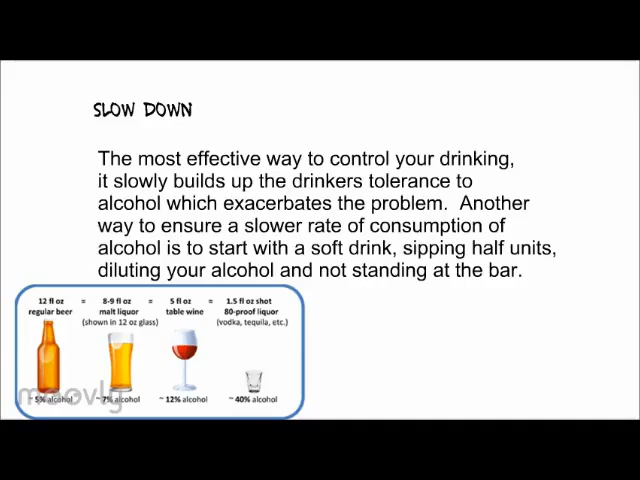 SLOW DOWN
The most effective way to control your drinking,
it slowly builds up the drinkers tolerance to
alcohol which exacerbates the problem. Another
way to ensure a slower rate of consumption of
alcohol is to start with a soft drink, sipping half units,
diluting your alcohol and not standing at the bar.
12 fl oz = 8-9 fl oz = 5 fl oz = 1.5 fl oz shot
regular beer malt liquor table wine 80-proof liquor
(shown in 12 oz glass) (vodka, tequila, etc.)
moovly
~ 5% alcohol ~ 7% alcohol ~ 12% alcohol ~ 40% alcohol